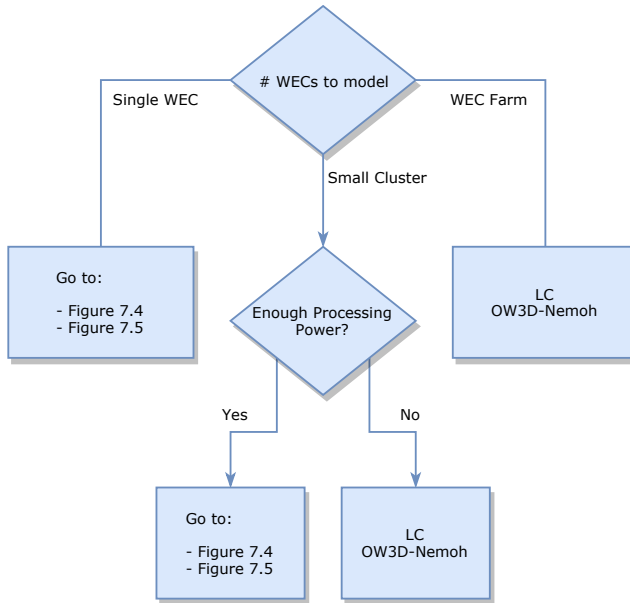 # WECs to model
Single WEC
WEC Farm
Small Cluster
Go to:
- Figure 7.4
- Figure 7.5
Enough Processing
Power?
LC
OW3D-Nemoh
Yes
No
Go to:
- Figure 7.4
- Figure 7.5
LC
OW3D-Nemoh